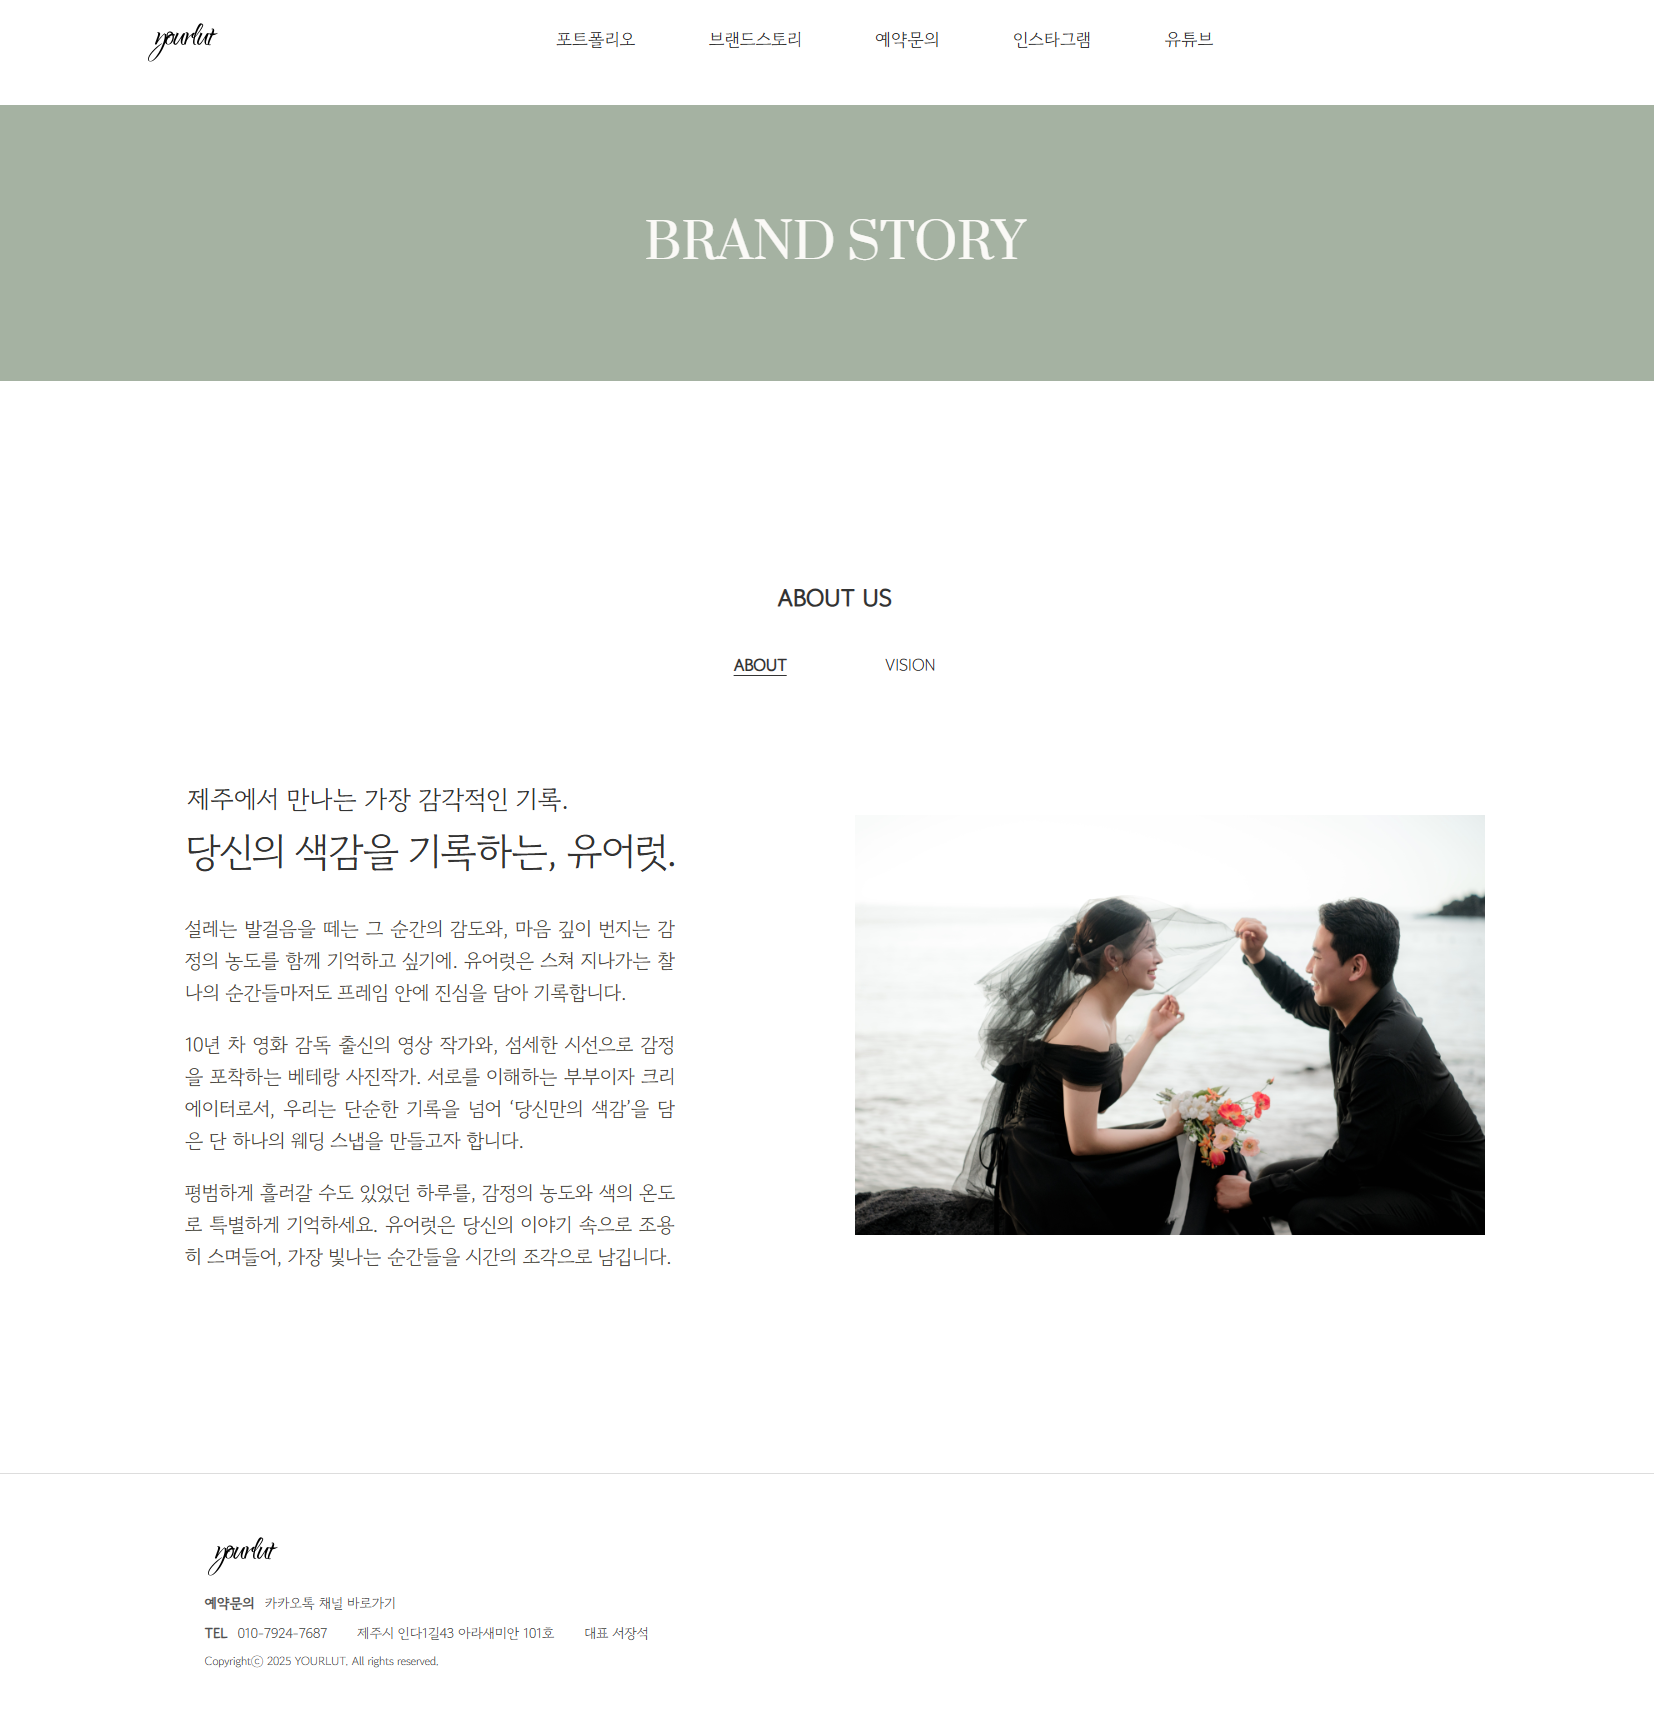 yourlut
포트폴리오 브랜드스토리 예약문의 인스타그램 유튜브
BRAND STORY
ABOUT US
ABOUT VISION
제주에서 만나는 가장 감각적인 기록.
당신의 색감을 기록하는, 유어럿.
설레는 발걸음을 떼는 그 순간의 감도와, 마음 깊이 번지는 감
정의 농도를 함께 기억하고 싶기에. 유어럿은 스쳐 지나가는 찰
나의 순간들마저도 프레임 안에 진심을 담아 기록합니다.
10년 차 영화 감독 출신의 영상 작가와, 섬세한 시선으로 감정
을 포착하는 베테랑 사진작가. 서로를 이해하는 부부이자 크리
에이터로서, 우리는 단순한 기록을 넘어 ‘당신만의 색감’을 담
은 단 하나의 웨딩 스냅을 만들고자 합니다.
평범하게 흘러갈 수도 있었던 하루를, 감정의 농도와 색의 온도
로 특별하게 기억하세요. 유어럿은 당신의 이야기 속으로 조용
히 스며들어, 가장 빛나는 순간들을 시간의 조각으로 남깁니다.
yourlut
예약문의 카카오톡 채널 바로가기
TEL 010-7924-7687 제주시 인다1길43 아라새미안 101호 대표 서장석
Copyrightⓒ 2025 YOURLUT. All rights reserved.